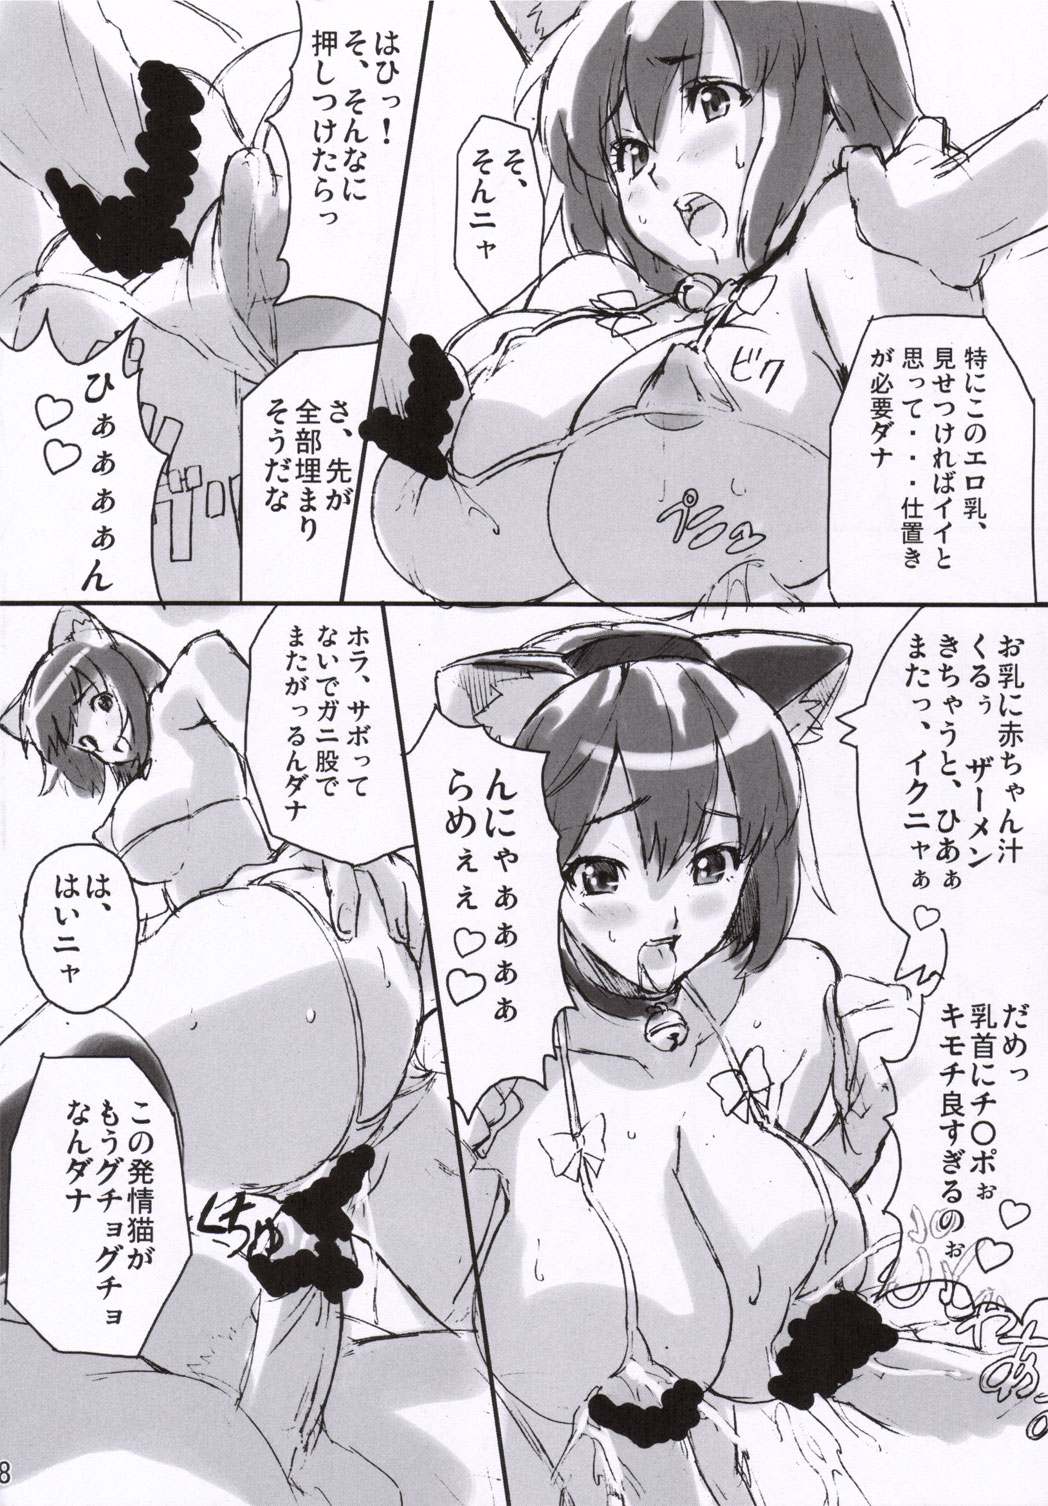 特にこのエロ乳、
見せつければイイと
思って・・・仕置き
が必要ダナ
ビク
そ、
そんニャ
はひっ！
そ、そんなに
押しつけたらっ
さ、先が
全部埋まり
そうだな
ひぁぁぁぁん
♡♡
お乳に赤ちゃん汁
くるぅ　ザーメン
きちゃうと、ひあぁ
またっ、イクニャぁ♡
だめっ
乳首にチ〇ポぉ♡
キモチ良すぎるのぉ♡
んにゃぁぁぁぁ
らめぇぇ♡♡
ホラ、サボって
ないでガニ股で
またがっるんダナ
は、
はいニャ
この発情猫が
もうグチョグチョ
なんダナ
くちゅ
8